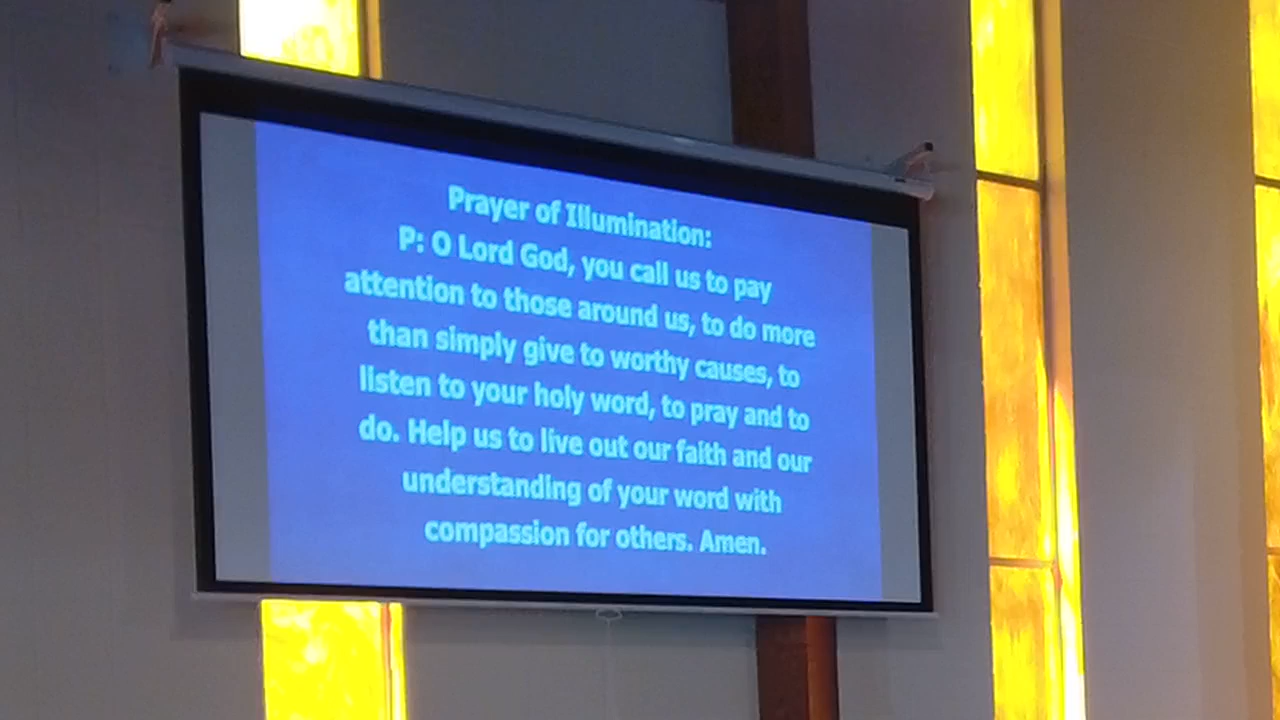 Prayer of Illumination:
P: O Lord God, you call us to pay
attention to those around us, to do more
than simply give to worthy causes, to
listen to your holy word, to pray and to
do. Help us to live out our faith and our
understanding of your word with
compassion for others. Amen.